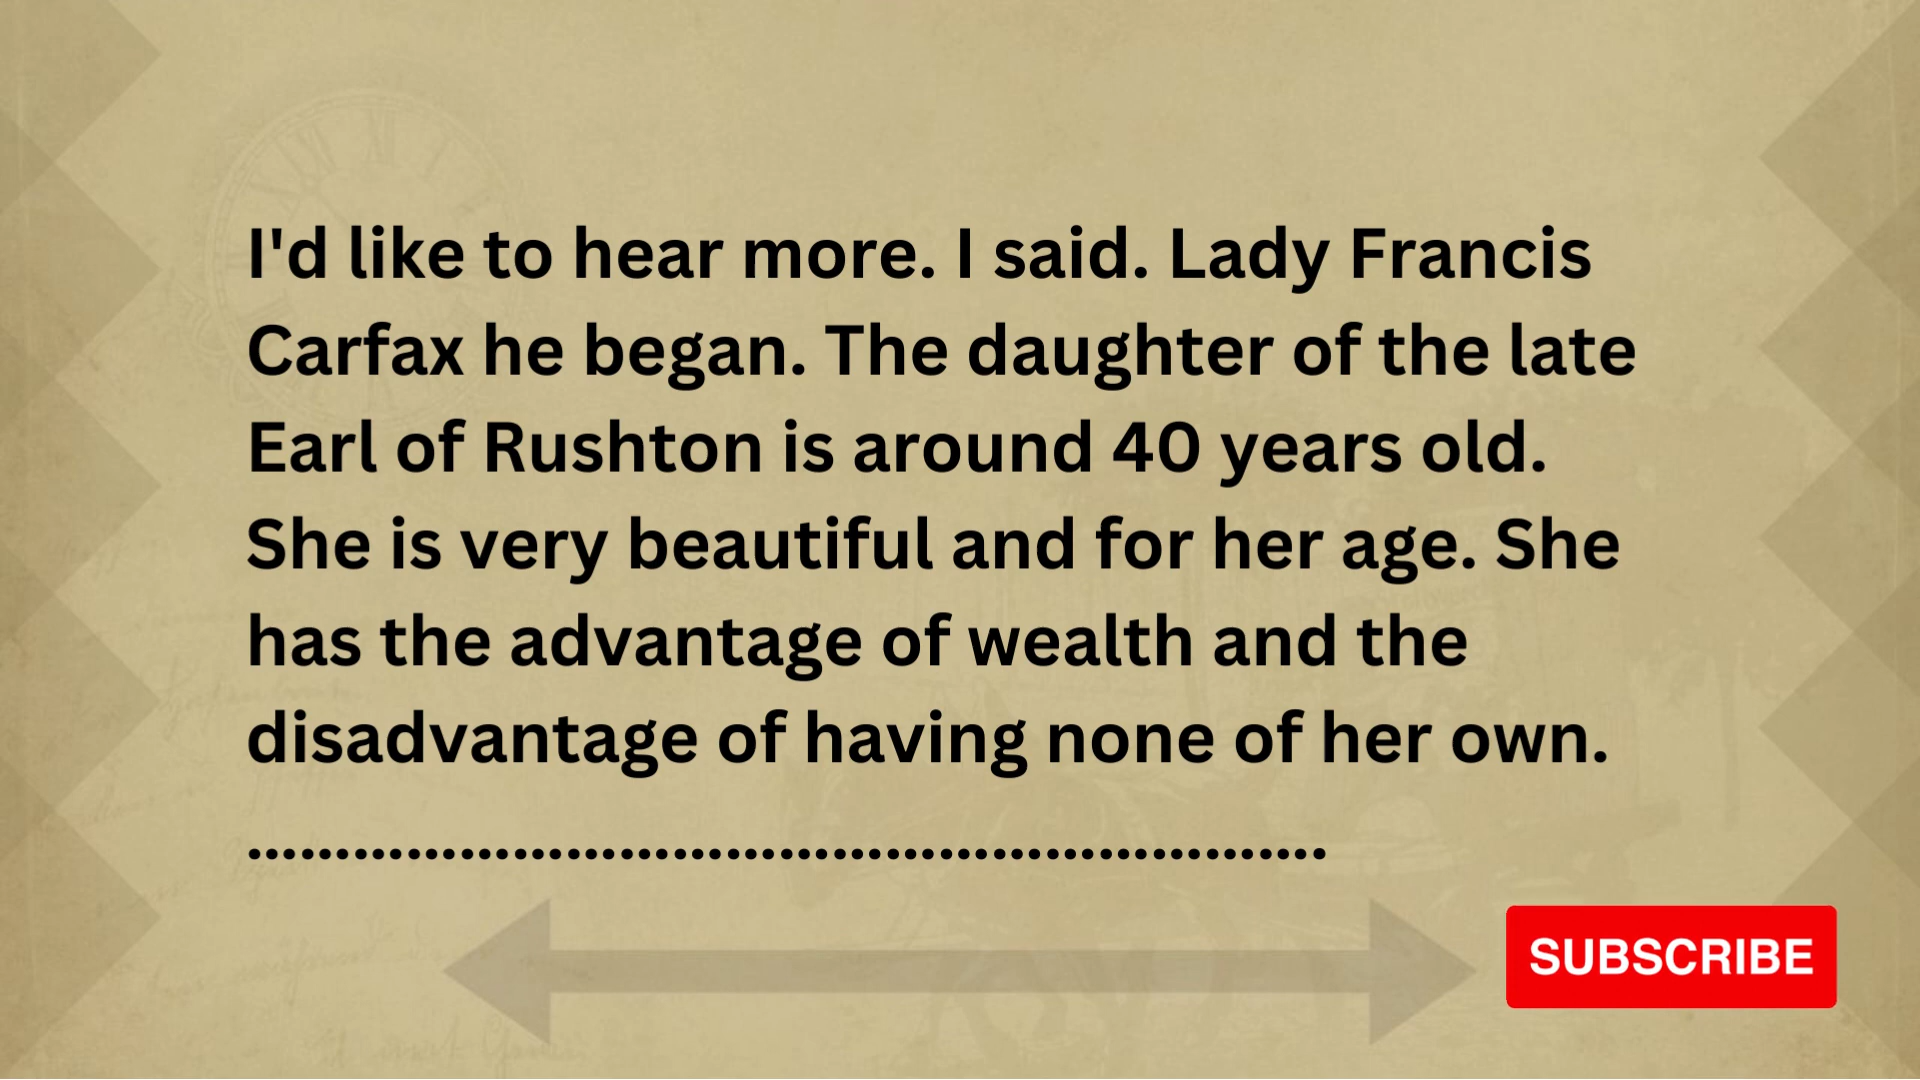 I'd like to hear more. I said. Lady Francis
Carfax he began. The daughter of the late
Earl of Rushton is around 40 years old.
She is very beautiful and for her age. She
has the advantage of wealth and the
disadvantage of having none of her own.
............................................................
SUBSCRIBE